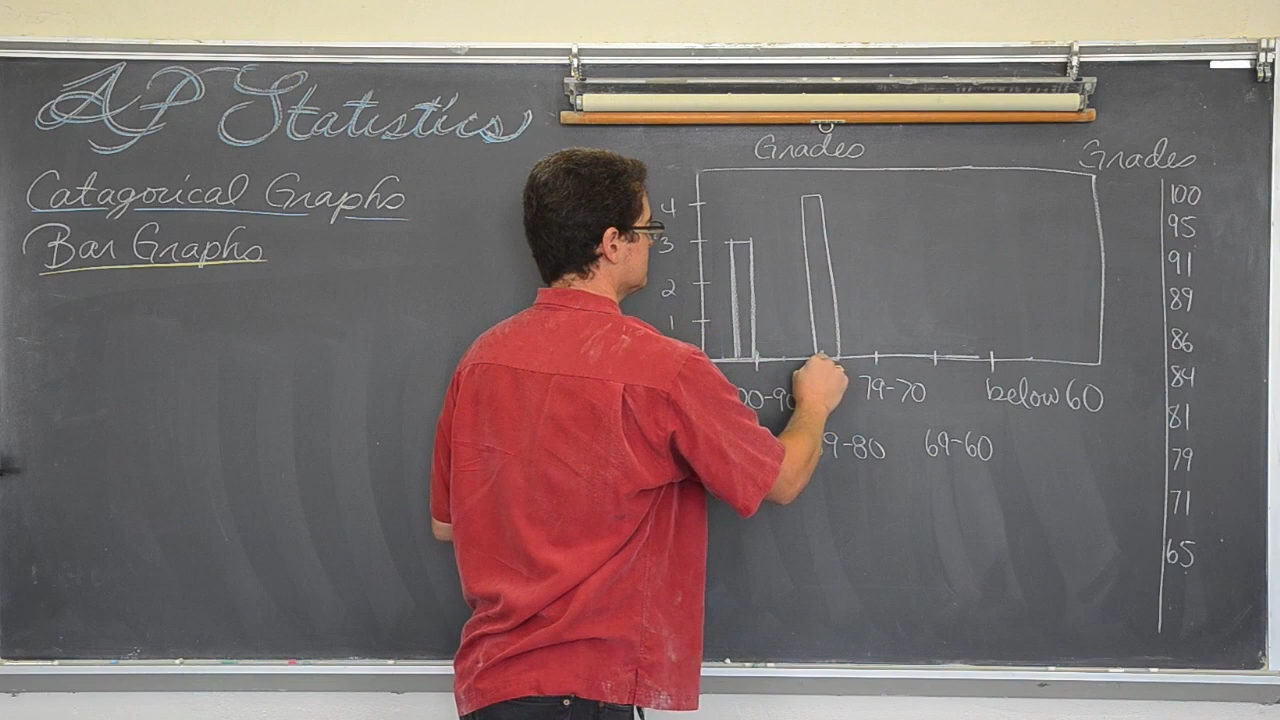 AP Statistics
Catagorical Graphs
Bar Graphs
Grades
4
3
2
1
79-70
below 60
69-60
Grades
100
95
91
89
86
84
81
79
71
65